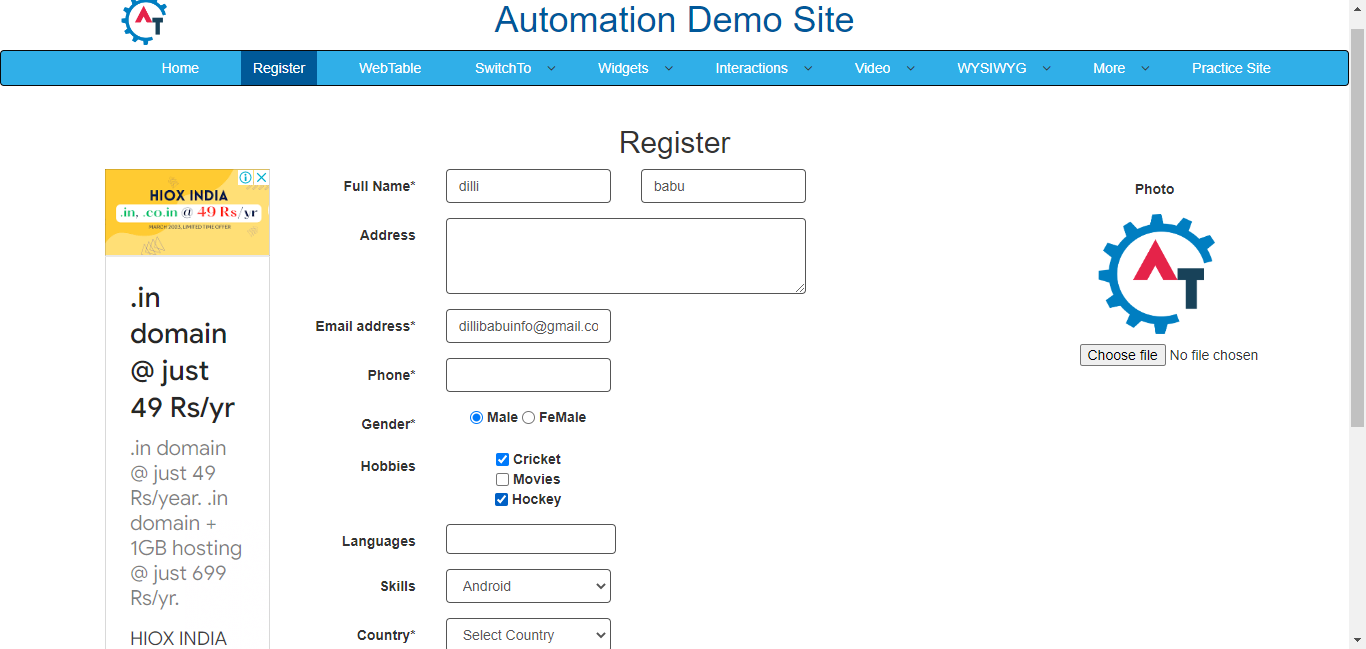 AT
Automation Demo Site
Home Register WebTable SwitchTo Widgets Interactions Video WYSIWYG More Practice Site
Register
HIOX INDIA
.in, .co.in @ 49 Rs/yr
MARCH 2023, LIMITED TIME OFFER
.in
domain
@ just
49 Rs/yr
.in domain
@ just 49
Rs/year. .in
domain +
1GB hosting
@ just 699
Rs/yr.
HIOX INDIA
Full Name* dilli babu
Address
Email address* dillibabuinfo@gmail.co
Phone*
Gender* Male FeMale
Hobbies Cricket
Movies
Hockey
Languages
Skills Android
Country* Select Country
Photo
AT
Choose file No file chosen